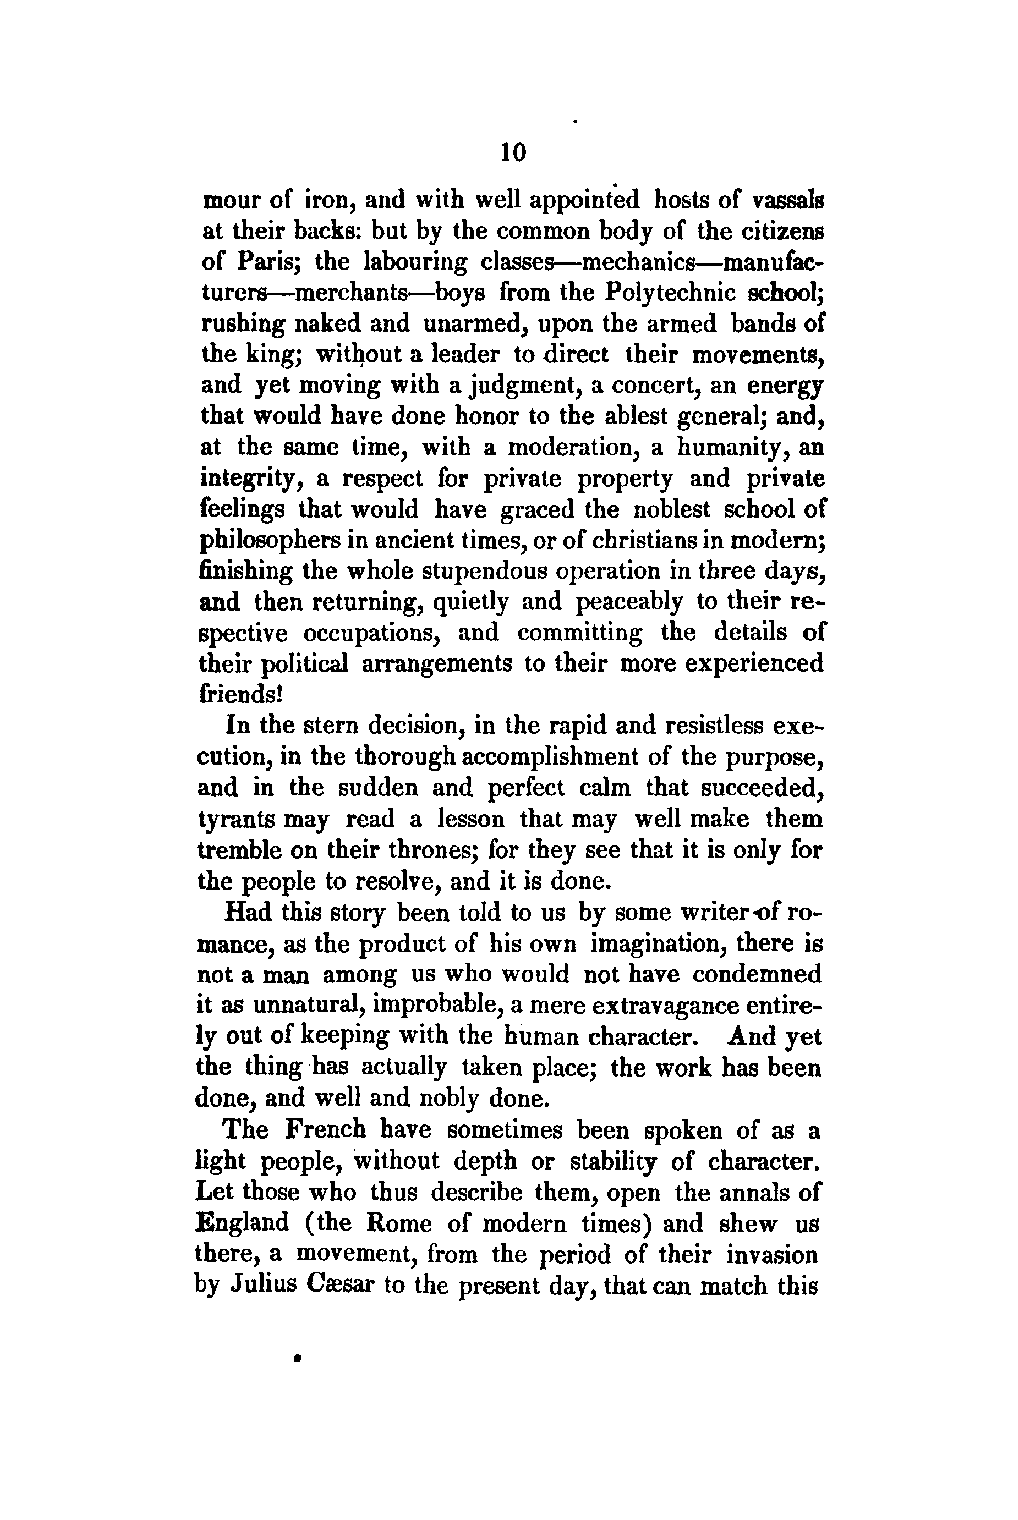 10
mour of iron, and with well appointed hosts of vassals
at their backs: but by the common body of the citizens
of Paris; the labouring classes—mechanics—manufac-
turers—merchants—boys from the Polytechnic school;
rushing naked and unarmed, upon the armed bands of
the king; without a leader to direct their movements,
and yet moving with a judgment, a concert, an energy
that would have done honor to the ablest general; and,
at the same time, with a moderation, a humanity, an
integrity, a respect for private property and private
feelings that would have graced the noblest school of
philosophers in ancient times, or of christians in modern;
finishing the whole stupendous operation in three days,
and then returning, quietly and peaceably to their re-
spective occupations, and committing the details of
their political arrangements to their more experienced
friends!
In the stern decision, in the rapid and resistless exe-
cution, in the thorough accomplishment of the purpose,
and in the sudden and perfect calm that succeeded,
tyrants may read a lesson that may well make them
tremble on their thrones; for they see that it is only for
the people to resolve, and it is done.
Had this story been told to us by some writer of ro-
mance, as the product of his own imagination, there is
not a man among us who would not have condemned
it as unnatural, improbable, a mere extravagance entire-
ly out of keeping with the human character. And yet
the thing has actually taken place; the work has been
done, and well and nobly done.
The French have sometimes been spoken of as a
light people, without depth or stability of character.
Let those who thus describe them, open the annals of
England (the Rome of modern times) and shew us
there, a movement, from the period of their invasion
by Julius Cæsar to the present day, that can match this